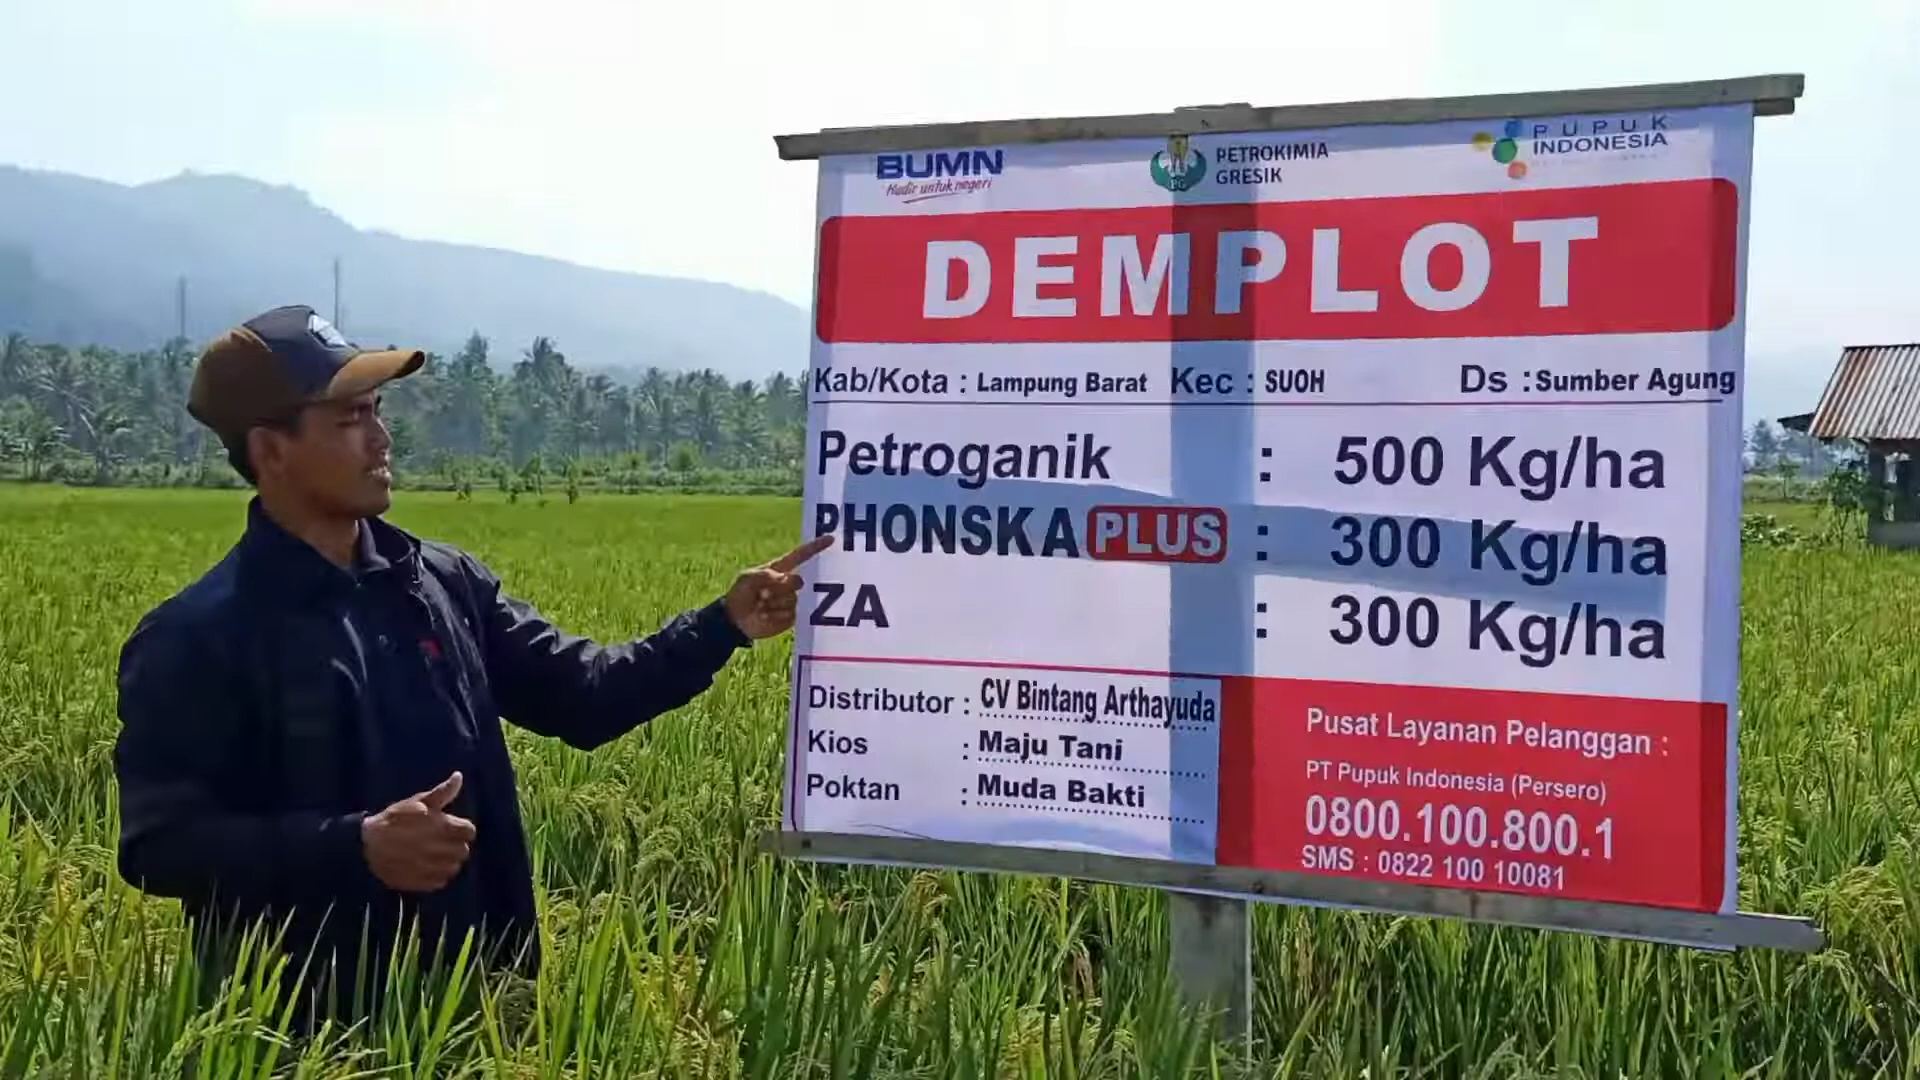 BUMN
Hadir untuk negeri
PG
PETROKIMIA
GRESIK
PUPUK
INDONESIA
DEMPLOT
Kab/Kota : Lampung Barat Kec : SUOH Ds : Sumber Agung
Petroganik : 500 Kg/ha
PHONSKA PLUS : 300 Kg/ha
ZA : 300 Kg/ha
Distributor : CV Bintang Arthayuda
Kios : Maju Tani
Poktan : Muda Bakti
Pusat Layanan Pelanggan :
PT Pupuk Indonesia (Persero)
0800.100.800.1
SMS : 0822 100 10081